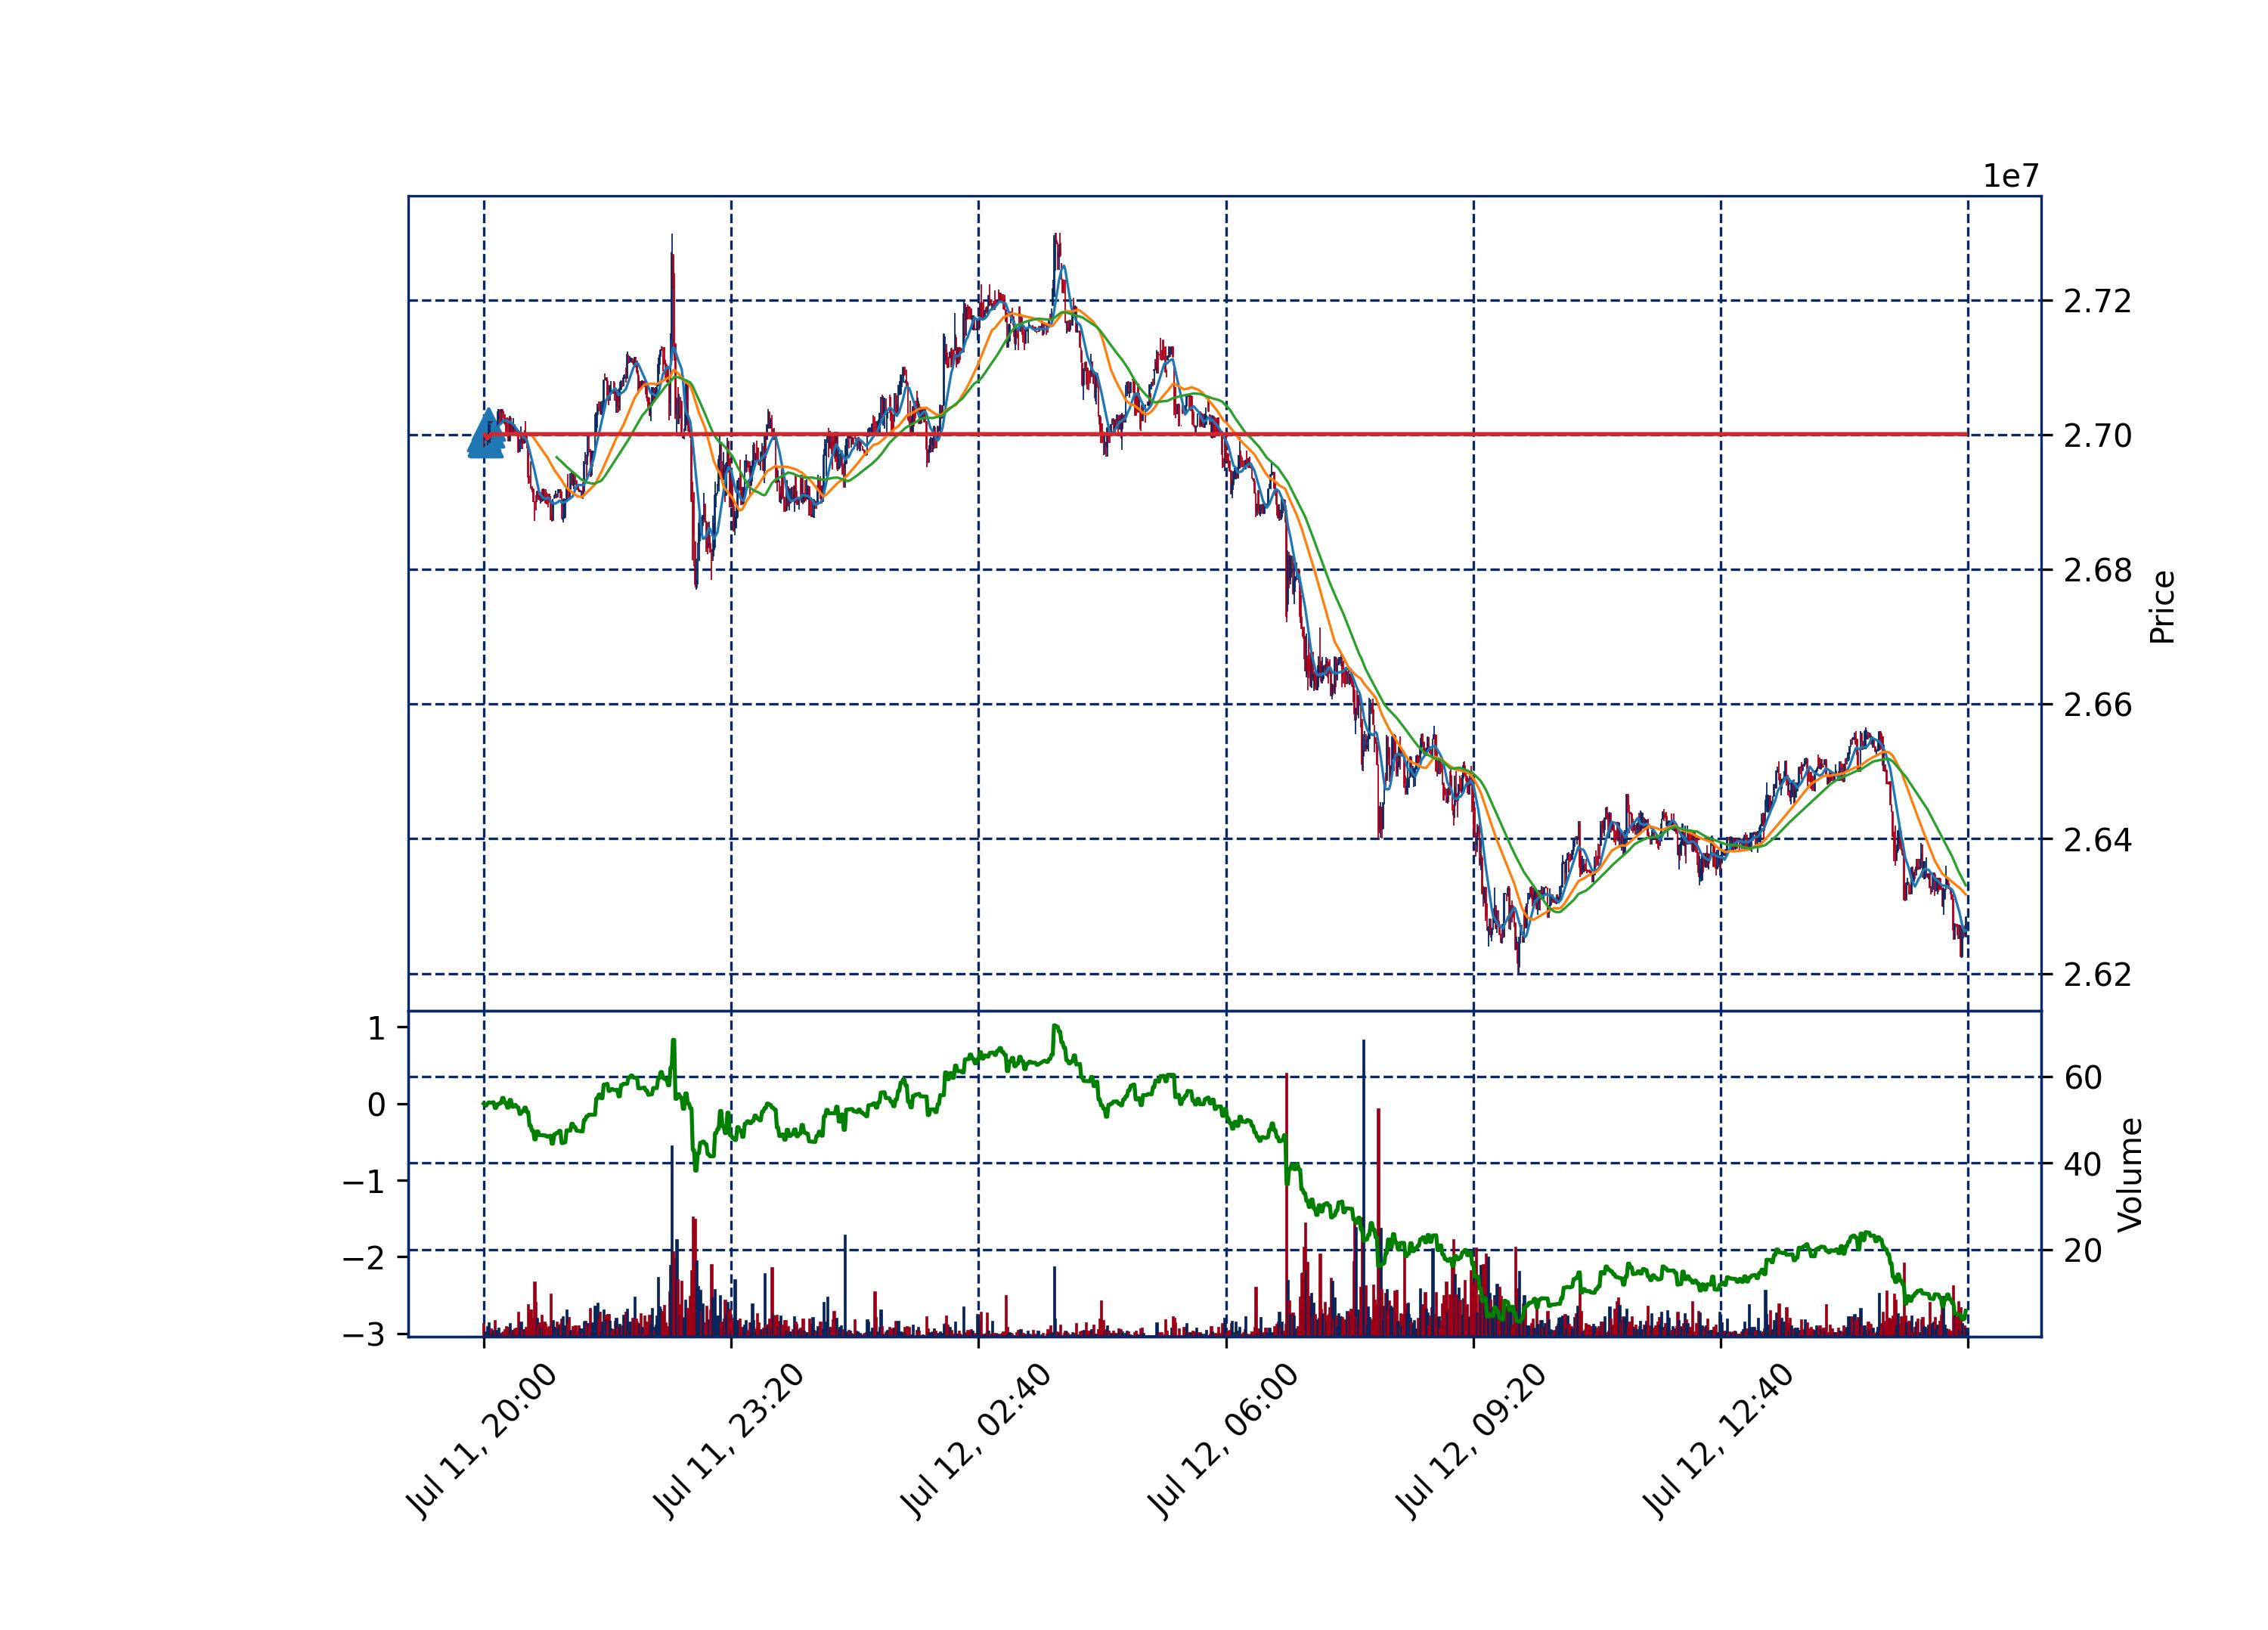 1e7
2.72
2.70
2.68
2.66
2.64
2.62
Price
1
0
−1
−2
−3
60
40
20
Volume
Jul 11, 20:00
Jul 11, 23:20
Jul 12, 02:40
Jul 12, 06:00
Jul 12, 09:20
Jul 12, 12:40